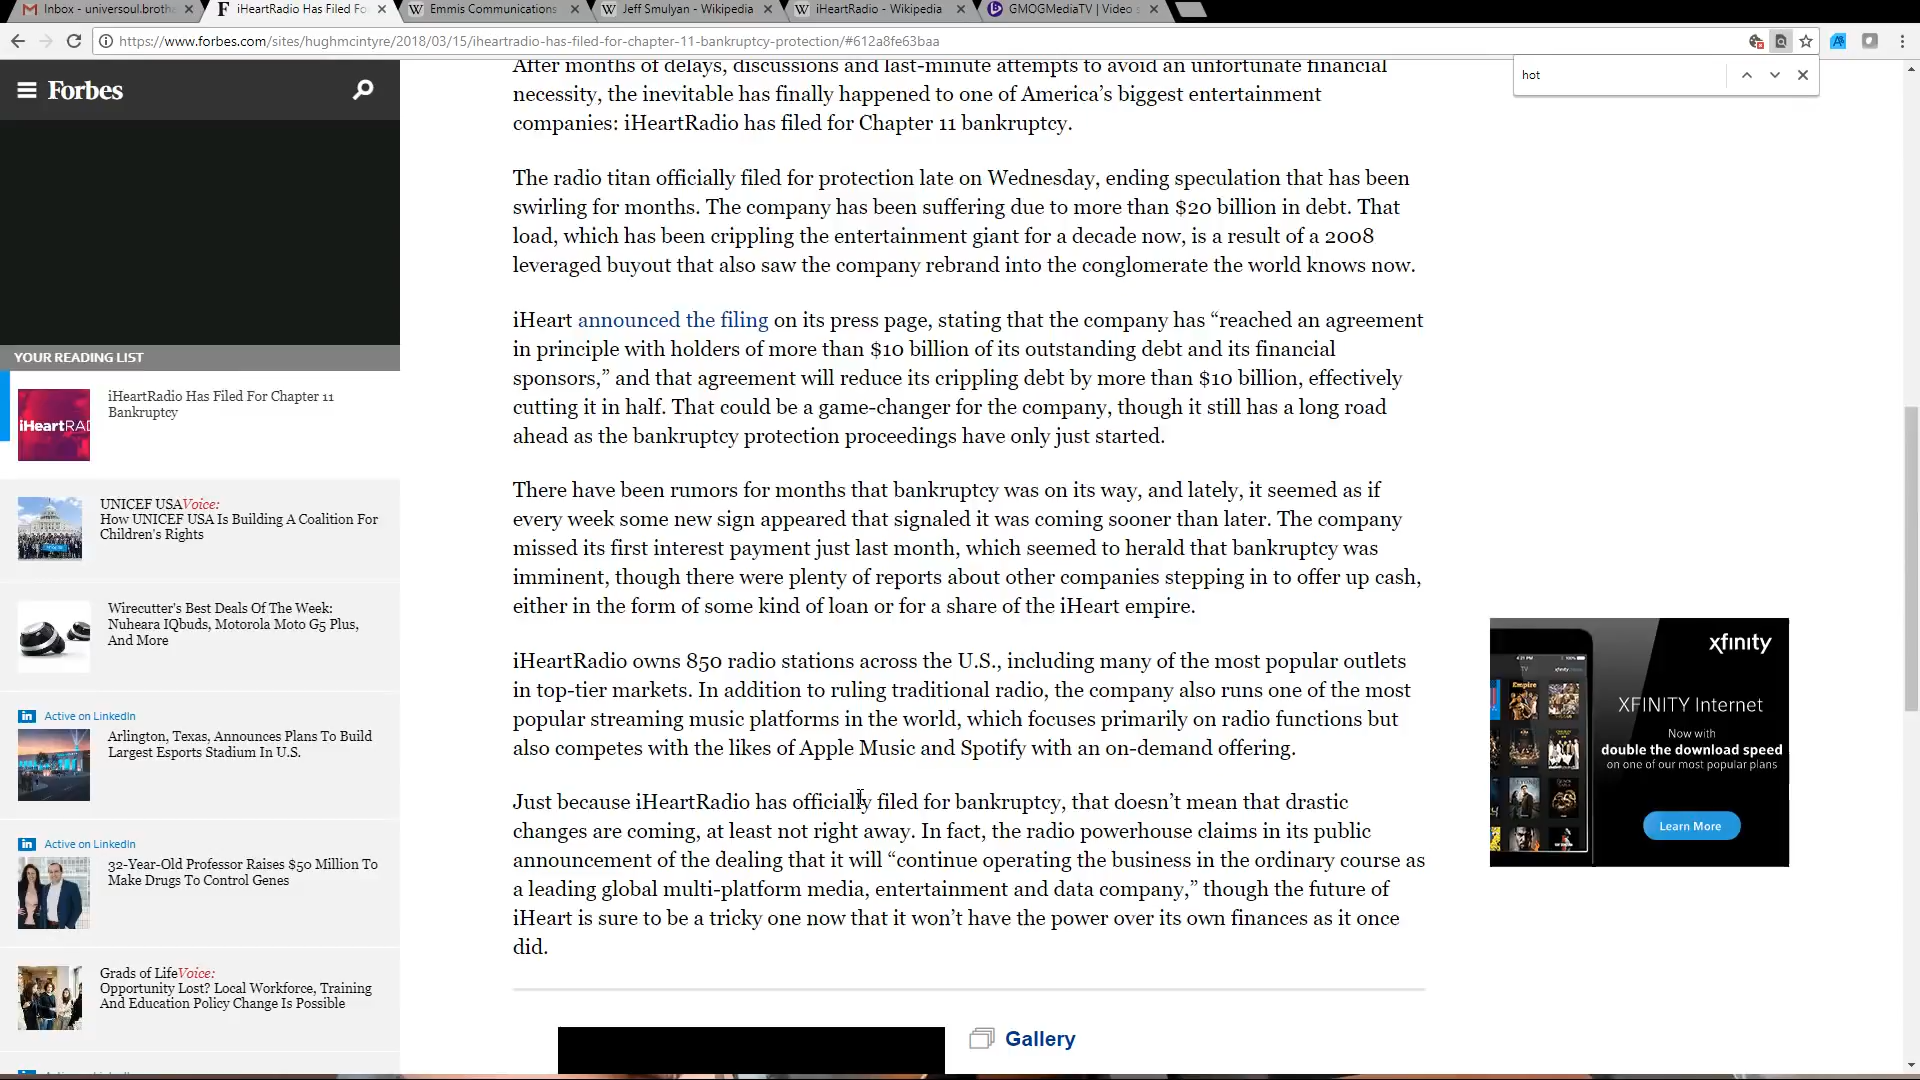 Inbox - universoul.broth
iHeartRadio Has Filed Fo
Emmis Communications
Jeff Smulyan - Wikipedia
iHeartRadio - Wikipedia
GMOGMediaTV | Video
https://www.forbes.com/sites/hughmcintyre/2018/03/15/iheartradio-has-filed-for-chapter-11-bankruptcy-protection/#612a8fe63baa
hot
Forbes
YOUR READING LIST
iHeartRAD
iHeartRadio Has Filed For Chapter 11
Bankruptcy
UNICEF USAVoice:
How UNICEF USA Is Building A Coalition For
Children's Rights
Wirecutter's Best Deals Of The Week:
Nuheara IQbuds, Motorola Moto G5 Plus,
And More
in Active on LinkedIn
Arlington, Texas, Announces Plans To Build
Largest Esports Stadium In U.S.
in Active on LinkedIn
32-Year-Old Professor Raises $50 Million To
Make Drugs To Control Genes
Grads of LifeVoice:
Opportunity Lost? Local Workforce, Training
And Education Policy Change Is Possible
After months of delays, discussions and last-minute attempts to avoid an unfortunate financial
necessity, the inevitable has finally happened to one of America’s biggest entertainment
companies: iHeartRadio has filed for Chapter 11 bankruptcy.
The radio titan officially filed for protection late on Wednesday, ending speculation that has been
swirling for months. The company has been suffering due to more than $20 billion in debt. That
load, which has been crippling the entertainment giant for a decade now, is a result of a 2008
leveraged buyout that also saw the company rebrand into the conglomerate the world knows now.
iHeart announced the filing on its press page, stating that the company has “reached an agreement
in principle with holders of more than $10 billion of its outstanding debt and its financial
sponsors,” and that agreement will reduce its crippling debt by more than $10 billion, effectively
cutting it in half. That could be a game-changer for the company, though it still has a long road
ahead as the bankruptcy protection proceedings have only just started.
There have been rumors for months that bankruptcy was on its way, and lately, it seemed as if
every week some new sign appeared that signaled it was coming sooner than later. The company
missed its first interest payment just last month, which seemed to herald that bankruptcy was
imminent, though there were plenty of reports about other companies stepping in to offer up cash,
either in the form of some kind of loan or for a share of the iHeart empire.
iHeartRadio owns 850 radio stations across the U.S., including many of the most popular outlets
in top-tier markets. In addition to ruling traditional radio, the company also runs one of the most
popular streaming music platforms in the world, which focuses primarily on radio functions but
also competes with the likes of Apple Music and Spotify with an on-demand offering.
Just because iHeartRadio has officially filed for bankruptcy, that doesn’t mean that drastic
changes are coming, at least not right away. In fact, the radio powerhouse claims in its public
announcement of the dealing that it will “continue operating the business in the ordinary course as
a leading global multi-platform media, entertainment and data company,” though the future of
iHeart is sure to be a tricky one now that it won’t have the power over its own finances as it once
did.
Gallery
xfinity
Empire
XFINITY Internet
Now with
double the download speed
on one of our most popular plans
Learn More